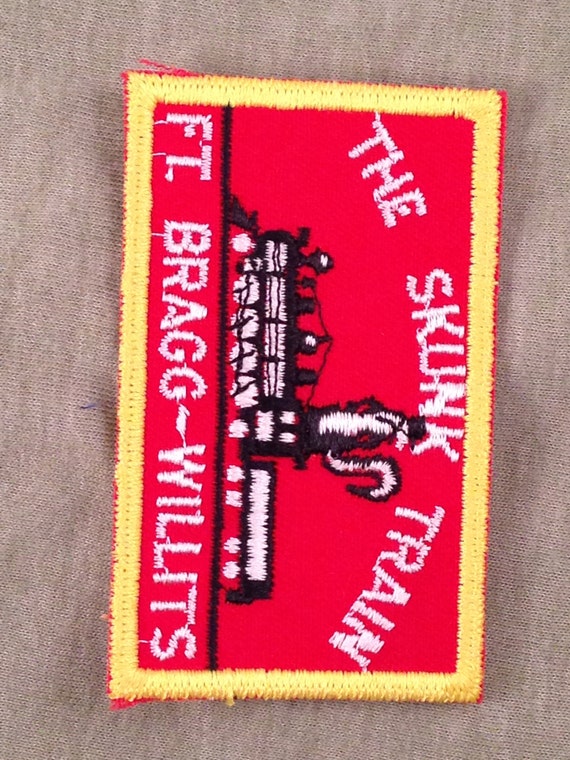 THE SKUNK TRAIN
FT. BRAGG-WILLITS